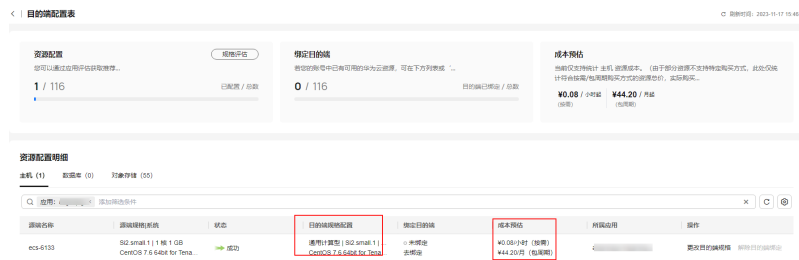 目的端配置表
刷新时间：2023-11-17 15:46
资源配置
规格评估
您可以通过应用评估获取推荐...
1 / 116
已配置 / 总数
绑定目的端
若您的账号中已有可用的华为云资源，可在下方列表或 '...
0 / 116
目的端已绑定 / 总数
成本预估
当前仅支持统计 主机 资源成本。（由于部分资源不支持特定购买方式，此处仅统
计符合按需/包周期购买方式的资源总价，实际购买...
¥0.08 / 小时起 ¥44.20 / 月起
(按需) (包周期)
资源配置明细
主机 (1) 数据库 (0) 对象存储 (55)
应用: 添加筛选条件
源端名称 源端规格|系统 状态 目的端规格配置 绑定目的端 成本预估 所属应用 操作
ecs-6133 Si2.small.1 | 1 核 1 GB 成功 通用计算型 | Si2.small.1 | ... 未绑定 ¥0.08/小时（按需） 更改目的端规格 解除目的端绑定
CentOS 7.6 64bit for Tena... CentOS 7.6 64bit for Tena... 去绑定 ¥44.20/月（包周期）